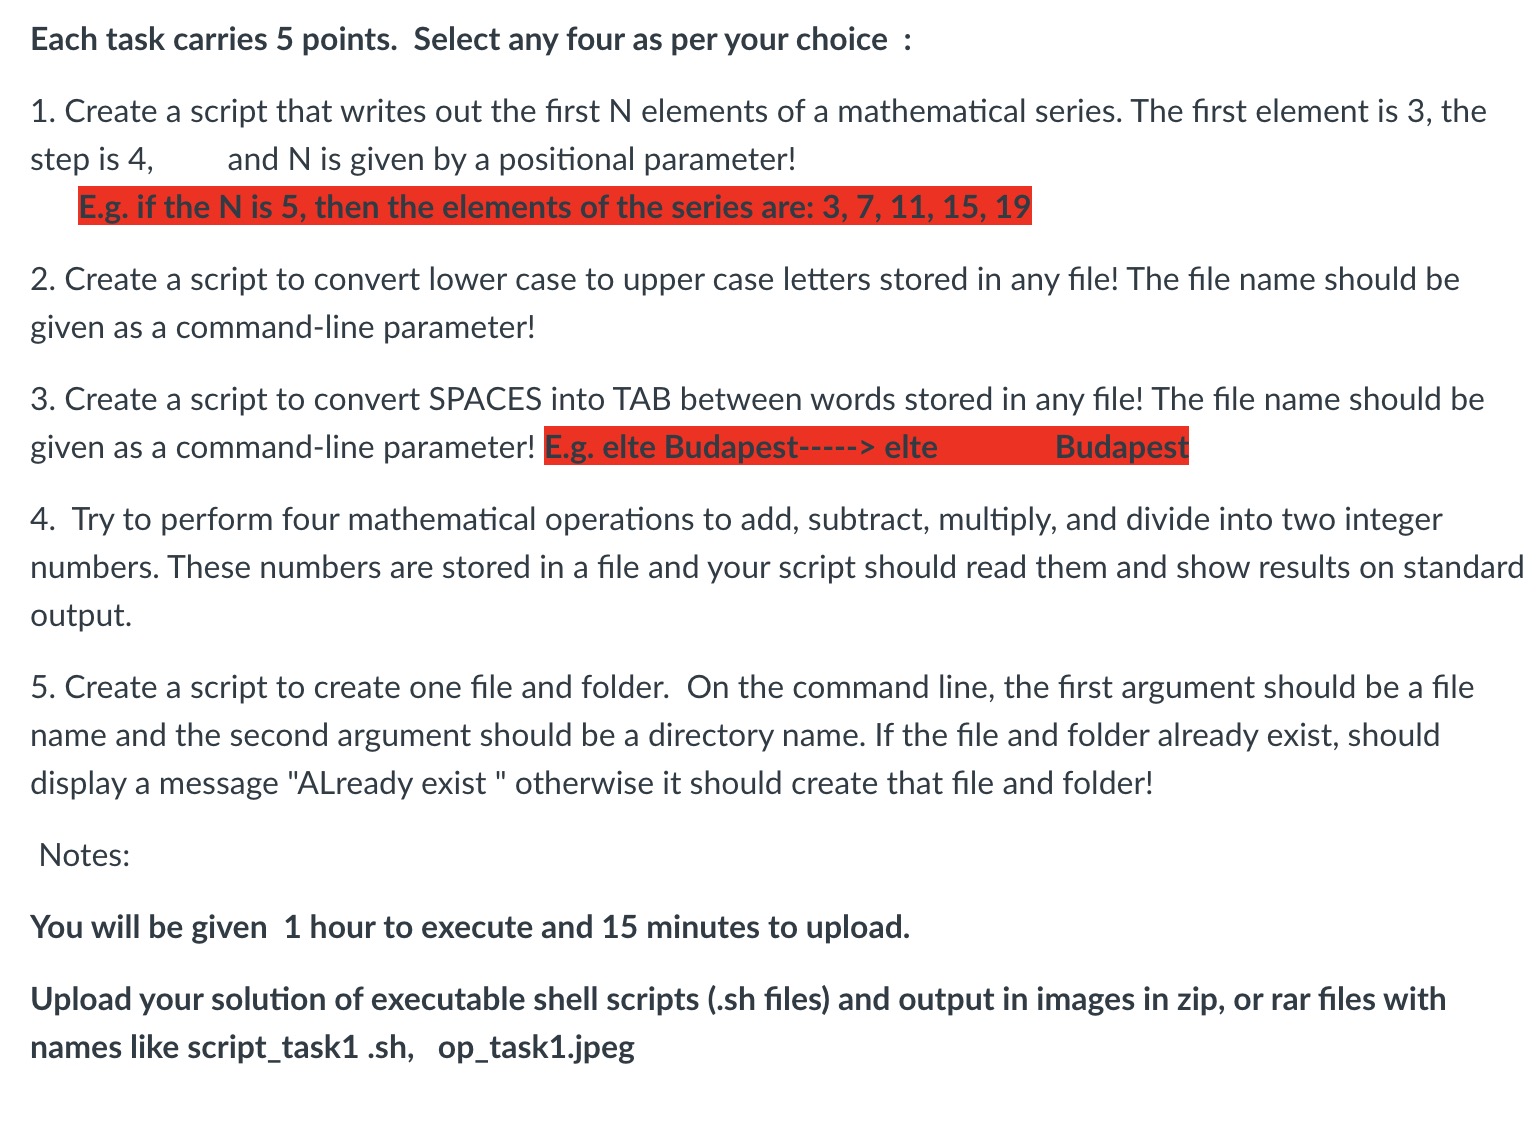 Each task carries 5 points.  Select any four as per your choice  :
1. Create a script that writes out the first N elements of a mathematical series. The first element is 3, the
step is 4,        and N is given by a positional parameter!
E.g. if the N is 5, then the elements of the series are: 3, 7, 11, 15, 19
2. Create a script to convert lower case to upper case letters stored in any file! The file name should be
given as a command-line parameter!
3. Create a script to convert SPACES into TAB between words stored in any file! The file name should be
given as a command-line parameter! E.g. elte Budapest-----> elte             Budapest
4.  Try to perform four mathematical operations to add, subtract, multiply, and divide into two integer
numbers. These numbers are stored in a file and your script should read them and show results on standard
output.
5. Create a script to create one file and folder.  On the command line, the first argument should be a file
name and the second argument should be a directory name. If the file and folder already exist, should
display a message "ALready exist " otherwise it should create that file and folder!
Notes:
You will be given  1 hour to execute and 15 minutes to upload.
Upload your solution of executable shell scripts (.sh files) and output in images in zip, or rar files with
names like script_task1 .sh,   op_task1.jpeg